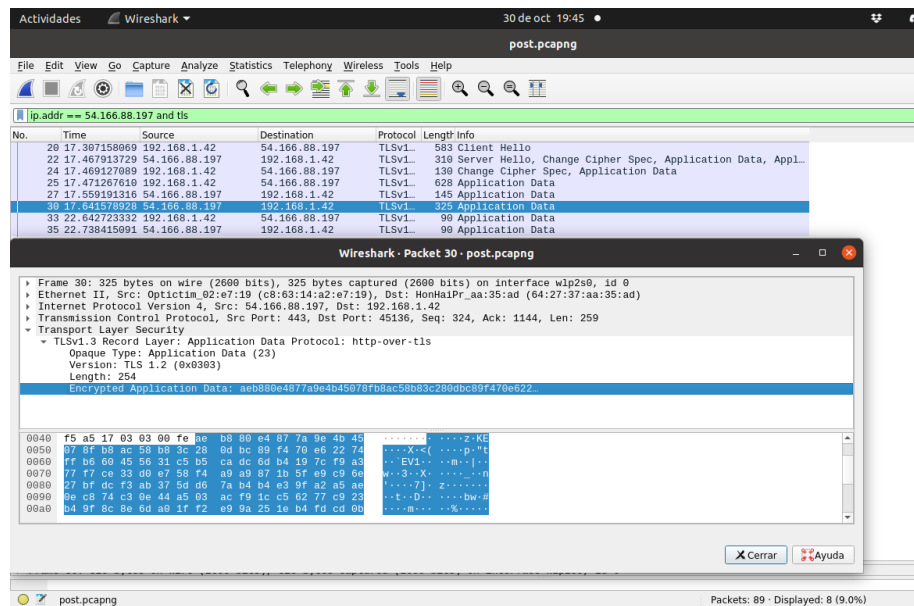 Actividades Wireshark 30 de oct 19:45
post.pcapng
File Edit View Go Capture Analyze Statistics Telephony Wireless Tools Help
ip.addr == 54.166.88.197 and tls
No. Time Source Destination Protocol Length Info
20 17.307158069 192.168.1.42 54.166.88.197 TLSv1… 583 Client Hello
22 17.467913729 54.166.88.197 192.168.1.42 TLSv1… 310 Server Hello, Change Cipher Spec, Application Data, Appl…
24 17.469127089 192.168.1.42 54.166.88.197 TLSv1… 130 Change Cipher Spec, Application Data
25 17.471267610 192.168.1.42 54.166.88.197 TLSv1… 628 Application Data
27 17.559191316 54.166.88.197 192.168.1.42 TLSv1… 145 Application Data
30 17.641578928 54.166.88.197 192.168.1.42 TLSv1… 325 Application Data
33 22.642723332 192.168.1.42 54.166.88.197 TLSv1… 90 Application Data
35 22.738415091 54.166.88.197 192.168.1.42 TLSv1… 90 Application Data
Wireshark · Packet 30 · post.pcapng
Frame 30: 325 bytes on wire (2600 bits), 325 bytes captured (2600 bits) on interface wlp2s0, id 0
Ethernet II, Src: Optictim_02:e7:19 (c8:63:14:a2:e7:19), Dst: HonHaiPr_aa:35:ad (64:27:37:aa:35:ad)
Internet Protocol Version 4, Src: 54.166.88.197, Dst: 192.168.1.42
Transmission Control Protocol, Src Port: 443, Dst Port: 45136, Seq: 324, Ack: 1144, Len: 259
Transport Layer Security
TLSv1.3 Record Layer: Application Data Protocol: http-over-tls
Opaque Type: Application Data (23)
Version: TLS 1.2 (0x0303)
Length: 254
Encrypted Application Data: aeb880e4877a9e4b45078fb8ac58b83c280dbc89f470e622…
0040 f5 a5 17 03 03 00 fe ae b8 80 e4 87 7a 9e 4b 45 ········ ····z·KE
0050 07 8f b8 ac 58 b8 3c 28 0d bc 89 f4 70 e6 22 74 ····X·<( ····p·"t
0060 ff b6 60 45 56 31 c5 b5 ca dc 6d b4 19 7c f9 a3 ··`EV1·· ··m··|··
0070 77 f7 ce 33 d0 e7 58 f4 a9 a9 87 1b 5f e9 c9 6e w··3··X· ····_··n
0080 27 bf dc f3 ab 37 5d d6 7a b4 b4 e3 9f a2 a5 ae '····7]· z·······
0090 0e c8 74 c3 0e 44 a5 03 ac f9 1c c5 62 77 c9 23 ··t··D·· ····bw·#
00a0 b4 9f 8c 8e 6d a0 1f f2 e9 9a 25 1e b4 fd cd 0b ····m··· ··%·····
Cerrar Ayuda
post.pcapng Packets: 89 · Displayed: 8 (9.0%)